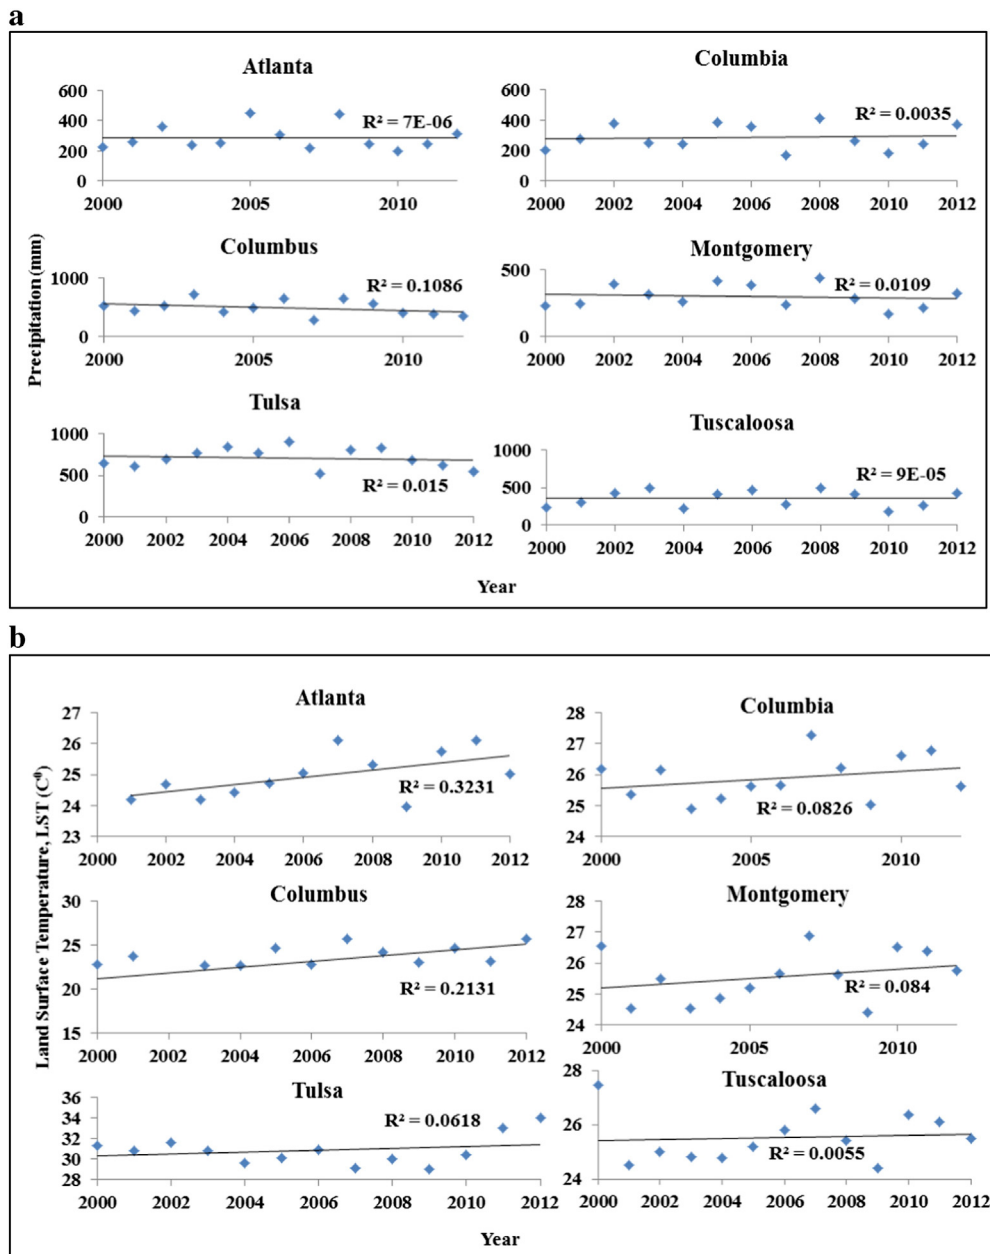 a
Atlanta
600
400
200
0
R² = 7E-06
2000 2005 2010
Columbia
600
400
200
0
R² = 0.0035
2000 2002 2004 2006 2008 2010 2012
Precipitation (mm)
Columbus
1000
500
0
R² = 0.1086
2000 2005 2010
Montgomery
500
0
R² = 0.0109
2000 2002 2004 2006 2008 2010 2012
Tulsa
1000
500
0
R² = 0.015
2000 2002 2004 2006 2008 2010 2012
Tuscaloosa
1000
500
0
R² = 9E-05
2000 2002 2004 2006 2008 2010 2012
Year
b
Land Surface Temperature, LST (C⁰)
Atlanta
27
26
25
24
23
R² = 0.3231
2000 2002 2004 2006 2008 2010 2012
Columbia
28
27
26
25
24
R² = 0.0826
2000 2005 2010
Columbus
30
25
20
15
R² = 0.2131
2000 2002 2004 2006 2008 2010 2012
Montgomery
28
27
26
25
24
R² = 0.084
2000 2005 2010
Tulsa
36
34
32
30
28
R² = 0.0618
2000 2002 2004 2006 2008 2010 2012
Tuscaloosa
28
26
24
R² = 0.0055
2000 2002 2004 2006 2008 2010 2012
Year